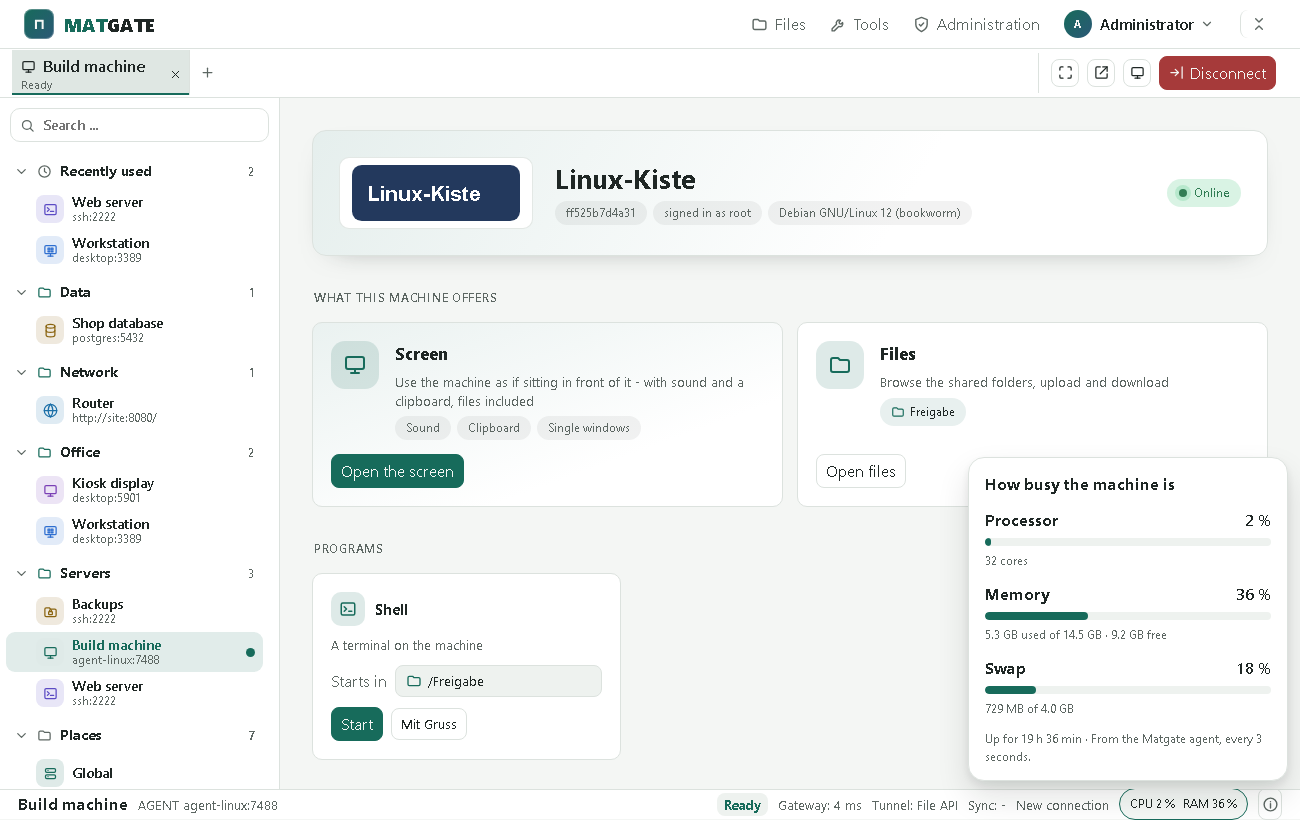 MATGATE
Files
Tools
Administration
A
Administrator
Build machine
Ready
Disconnect
Search ...
Recently used 2
Web server
ssh:2222
Workstation
desktop:3389
Data 1
Shop database
postgres:5432
Network 1
Router
http://site:8080/
Office 2
Kiosk display
desktop:5901
Workstation
desktop:3389
Servers 3
Backups
ssh:2222
Build machine
agent-linux:7488
Web server
ssh:2222
Places 7
Global
Linux-Kiste
Linux-Kiste
ff525b7d4a31
signed in as root
Debian GNU/Linux 12 (bookworm)
Online
WHAT THIS MACHINE OFFERS
Screen
Use the machine as if sitting in front of it - with sound and a
clipboard, files included
Sound
Clipboard
Single windows
Open the screen
Files
Browse the shared folders, upload and download
Freigabe
Open files
PROGRAMS
Shell
A terminal on the machine
Starts in
/Freigabe
Start
Mit Gruss
How busy the machine is
Processor 2 %
32 cores
Memory 36 %
5.3 GB used of 14.5 GB · 9.2 GB free
Swap 18 %
729 MB of 4.0 GB
Up for 19 h 36 min · From the Matgate agent, every 3
seconds.
Build machine AGENT agent-linux:7488
Ready
Gateway: 4 ms
Tunnel: File API
Sync: -
New connection
CPU 2 % RAM 36 %